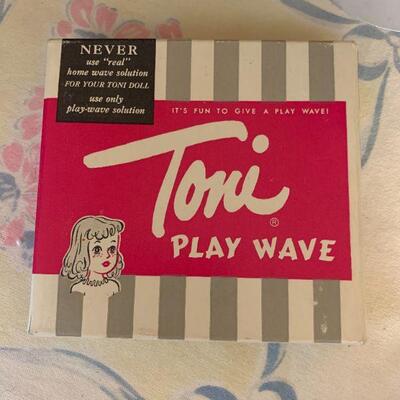 NEVER
use "real"
home wave solution
FOR YOUR TONI DOLL
use only
play-wave solution
IT'S FUN TO GIVE A PLAY WAVE!
Toni ®
PLAY WAVE